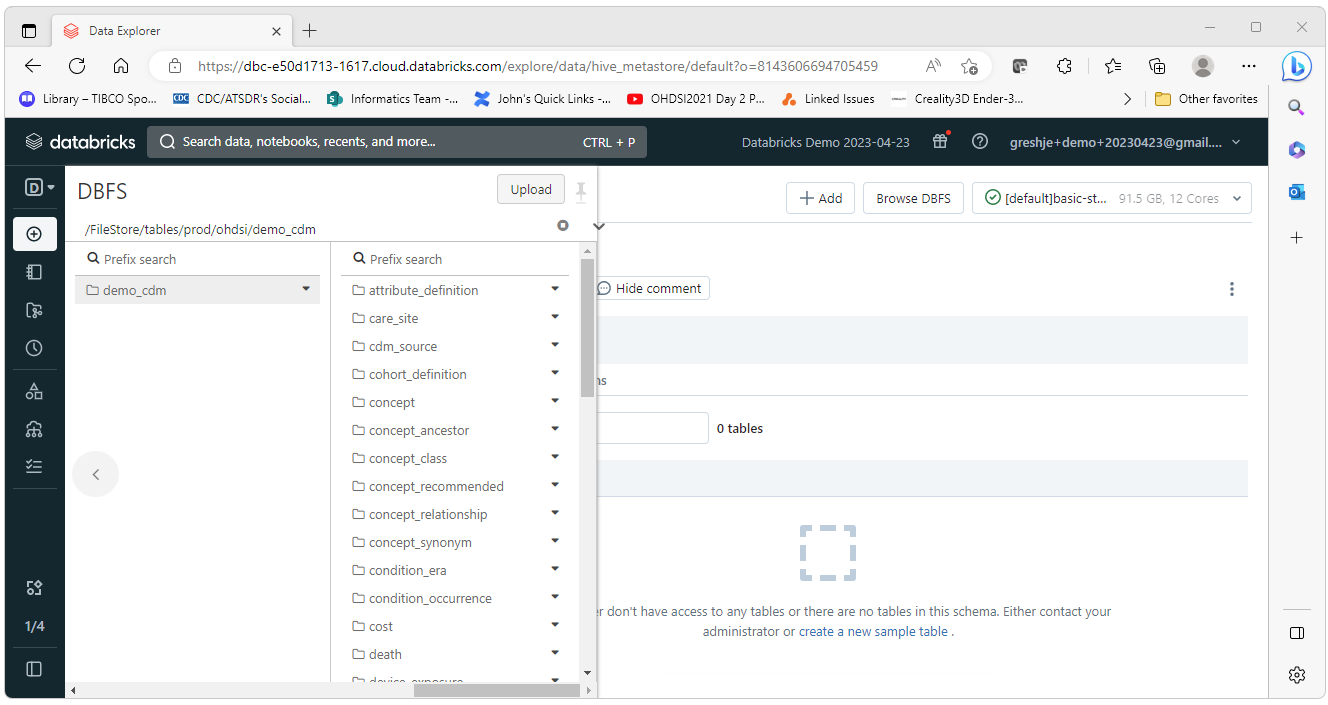 Data Explorer
https://dbc-e50d1713-1617.cloud.databricks.com/explore/data/hive_metastore/default?o=8143606694705459
Library – TIBCO Spo...
CDC/ATSDR's Social...
Informatics Team -...
John's Quick Links -...
OHDSI2021 Day 2 P...
Linked Issues
Creality3D Ender-3...
Other favorites
databricks
Search data, notebooks, recents, and more...
CTRL + P
Databricks Demo 2023-04-23
greshje+demo+20230423@gmail....
D
DBFS
Upload
Add
Browse DBFS
[default]basic-st...
91.5 GB, 12 Cores
/FileStore/tables/prod/ohdsi/demo_cdm
Prefix search
Prefix search
demo_cdm
attribute_definition
care_site
cdm_source
cohort_definition
concept
concept_ancestor
concept_class
concept_recommended
concept_relationship
concept_synonym
condition_era
condition_occurrence
cost
death
device_exposure
Hide comment
ns
0 tables
er don't have access to any tables or there are no tables in this schema. Either contact your
administrator or create a new sample table .
1/4